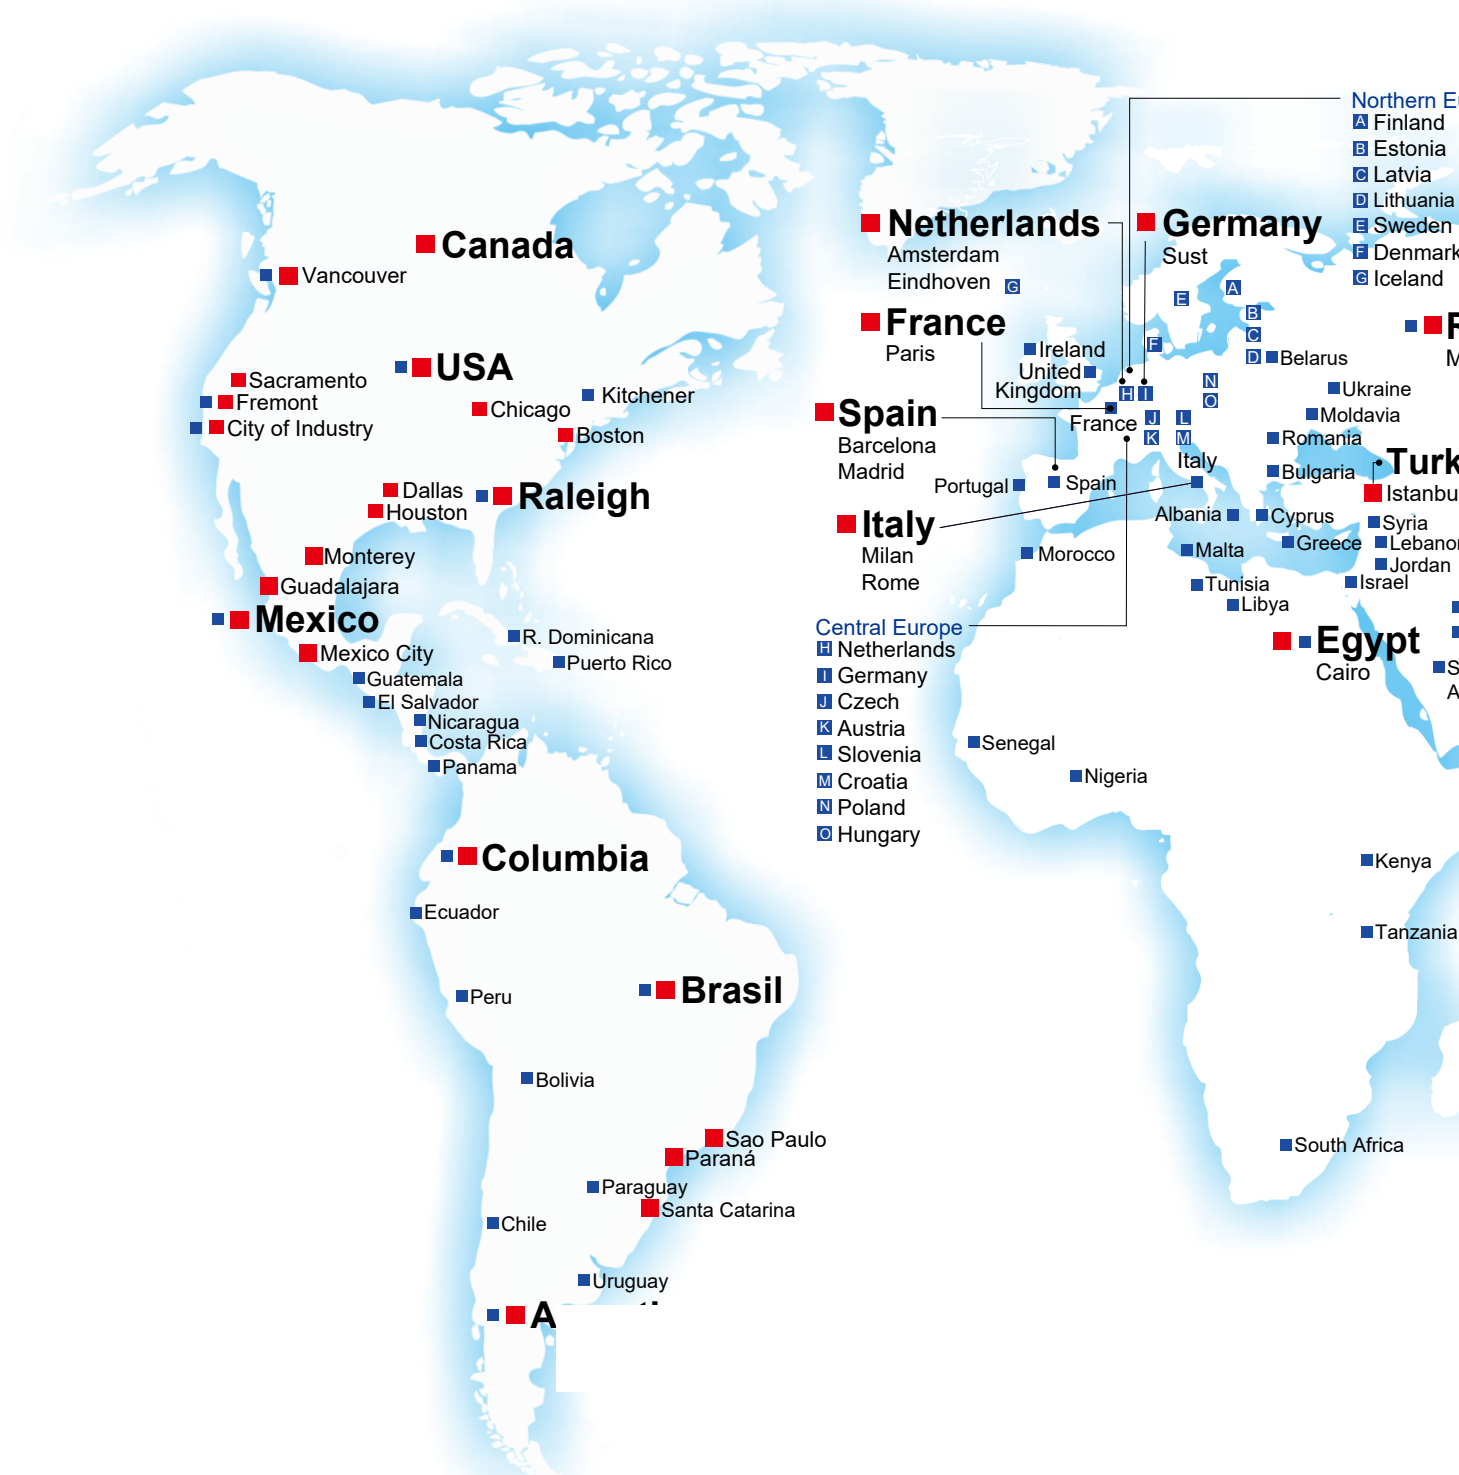 Canada
Vancouver
USA
Sacramento
Fremont
City of Industry
Chicago
Kitchener
Boston
Dallas
Houston
Raleigh
Monterey
Guadalajara
Mexico
Mexico City
R. Dominicana
Puerto Rico
Guatemala
El Salvador
Nicaragua
Costa Rica
Panama
Columbia
Ecuador
Peru
Brasil
Bolivia
Sao Paulo
Paraná
Paraguay
Santa Catarina
Chile
Uruguay
A
Netherlands
Amsterdam
Eindhoven
France
Paris
Spain
Barcelona
Madrid
Italy
Milan
Rome
Germany
Sust
Northern Eu
A Finland
B Estonia
C Latvia
D Lithuania
E Sweden
F Denmark
G Iceland
G
E
A
B
C
D
F
N
O
H I
J
L
K
M
Ireland
United
Kingdom
France
Belarus
R
M
Ukraine
Moldavia
Romania
Bulgaria
Italy
Portugal
Spain
Turk
Istanbu
Albania
Cyprus
Syria
Malta
Greece
Lebanon
Jordan
Israel
Morocco
Tunisia
Libya
Central Europe
H Netherlands
I Germany
J Czech
K Austria
L Slovenia
M Croatia
N Poland
O Hungary
Egypt
Cairo
S
A
Senegal
Nigeria
Kenya
Tanzania
South Africa